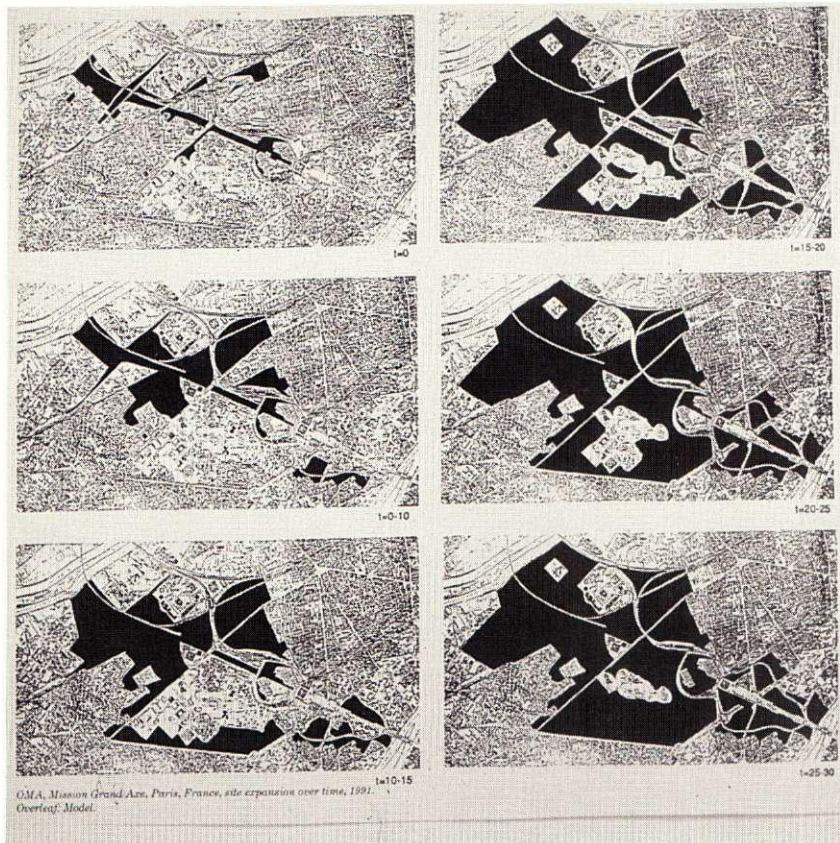 t=0
t=15-20
t=0-10
t=20-25
t=10-15
t=25-30
OMA, Mission Grand Axe, Paris, France, site expansion over time, 1991.
Overleaf: Model.